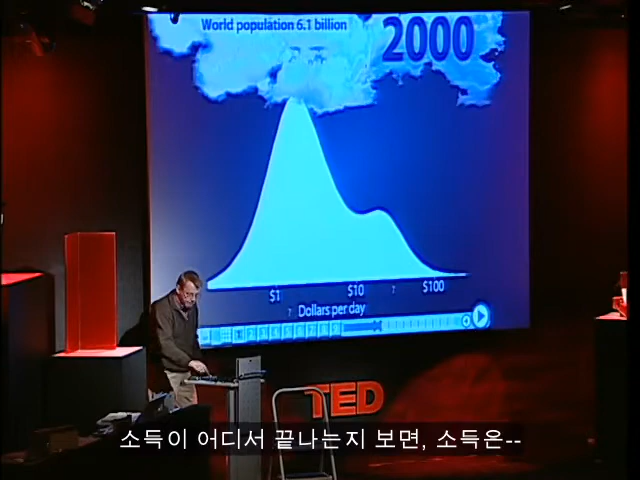 World population 6.1 billion
2000
$1 $10 ? $100
? Dollars per day
TED
소득이 어디서 끝나는지 보면, 소득은--